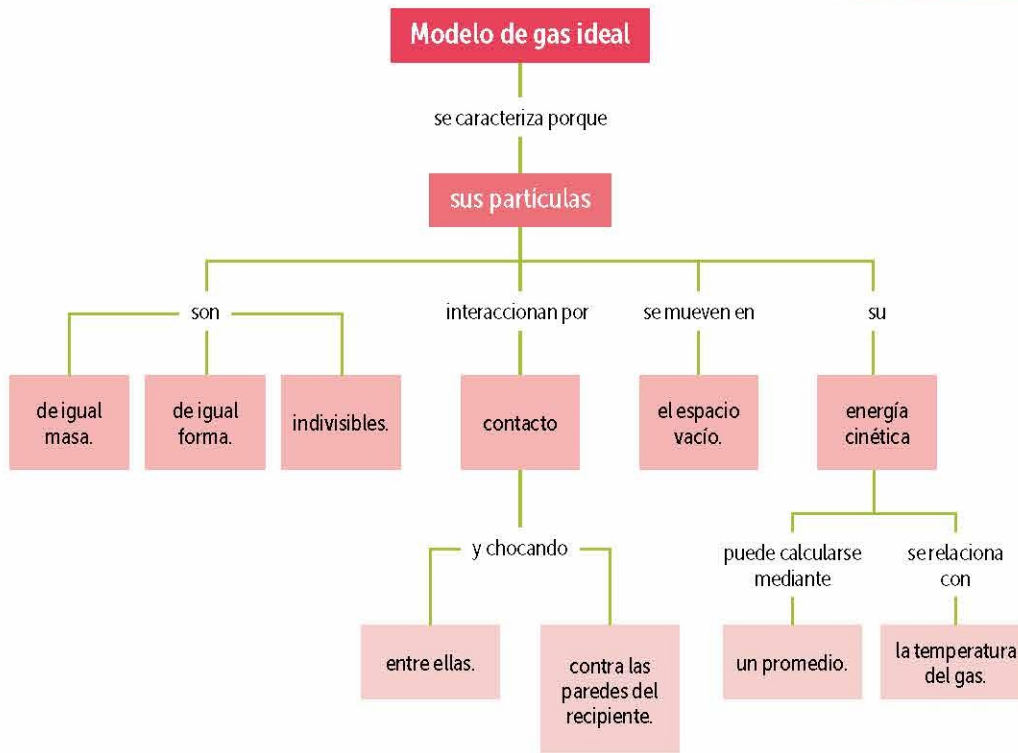 Modelo de gas ideal
se caracteriza porque
sus partículas
son
interaccionan por
se mueven en
su
de igual
masa.
de igual
forma.
indivisibles.
contacto
el espacio
vacío.
energía
cinética
y chocando
puede calcularse
mediante
se relaciona
con
entre ellas.
contra las
paredes del
recipiente.
un promedio.
la temperatura
del gas.